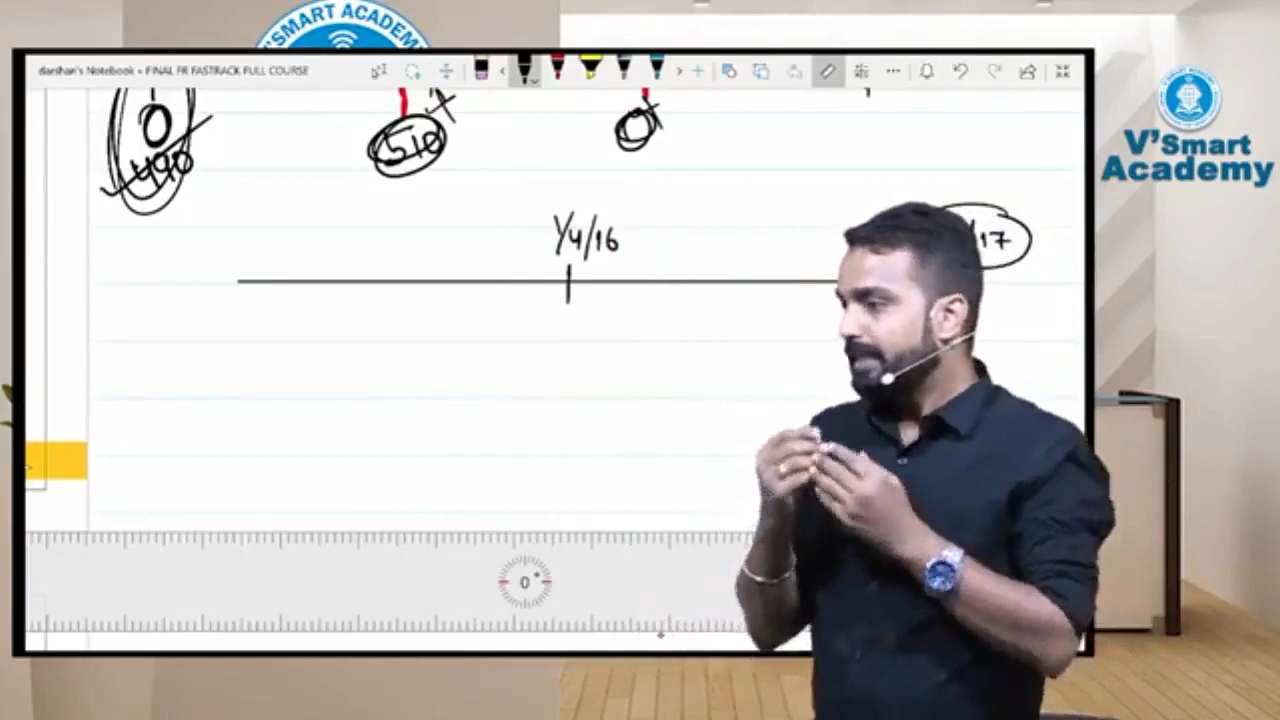 V'SMART ACADEMY
darshan's Notebook » FINAL FR FASTRACK FULL COURSE
0
490
510
0
1/4/16
/17
0°
V'Smart
Academy